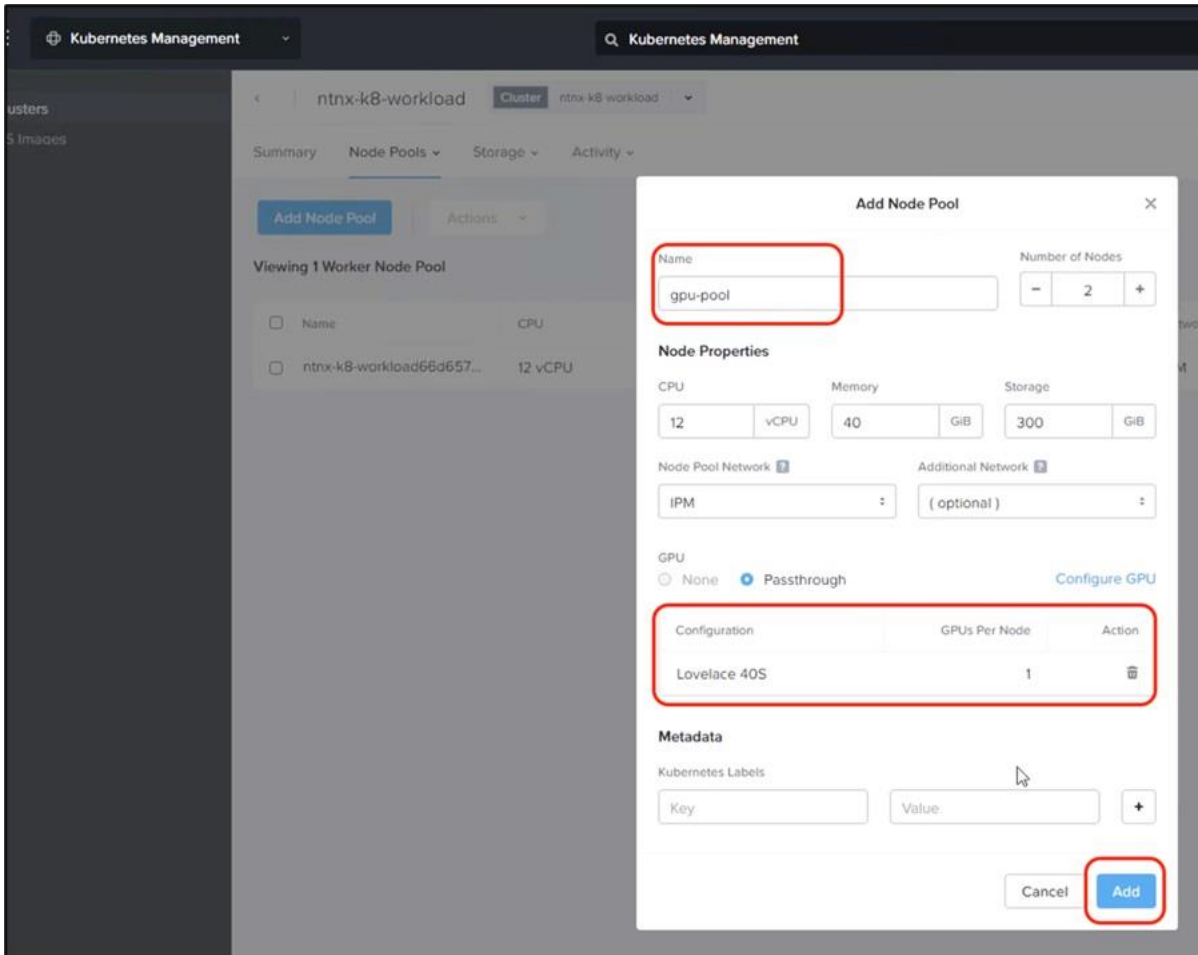 Kubernetes Management
Kubernetes Management
usters
ntnx-k8-workload Cluster ntnx-k8-workload
S Images
Summary Node Pools Storage Activity
Add Node Pool
Add Node Pool Actions
Name Number of Nodes
Viewing 1 Worker Node Pool
gpu-pool - 2 +
Name CPU
Node Properties
ntnx-k8-workload66d657... 12 vCPU
CPU Memory Storage
12 vCPU 40 GiB 300 GiB
Node Pool Network ? Additional Network ?
IPM ( optional )
GPU
None Passthrough Configure GPU
Configuration GPUs Per Node Action
Lovelace 40S 1
Metadata
Kubernetes Labels
Key Value +
Cancel Add